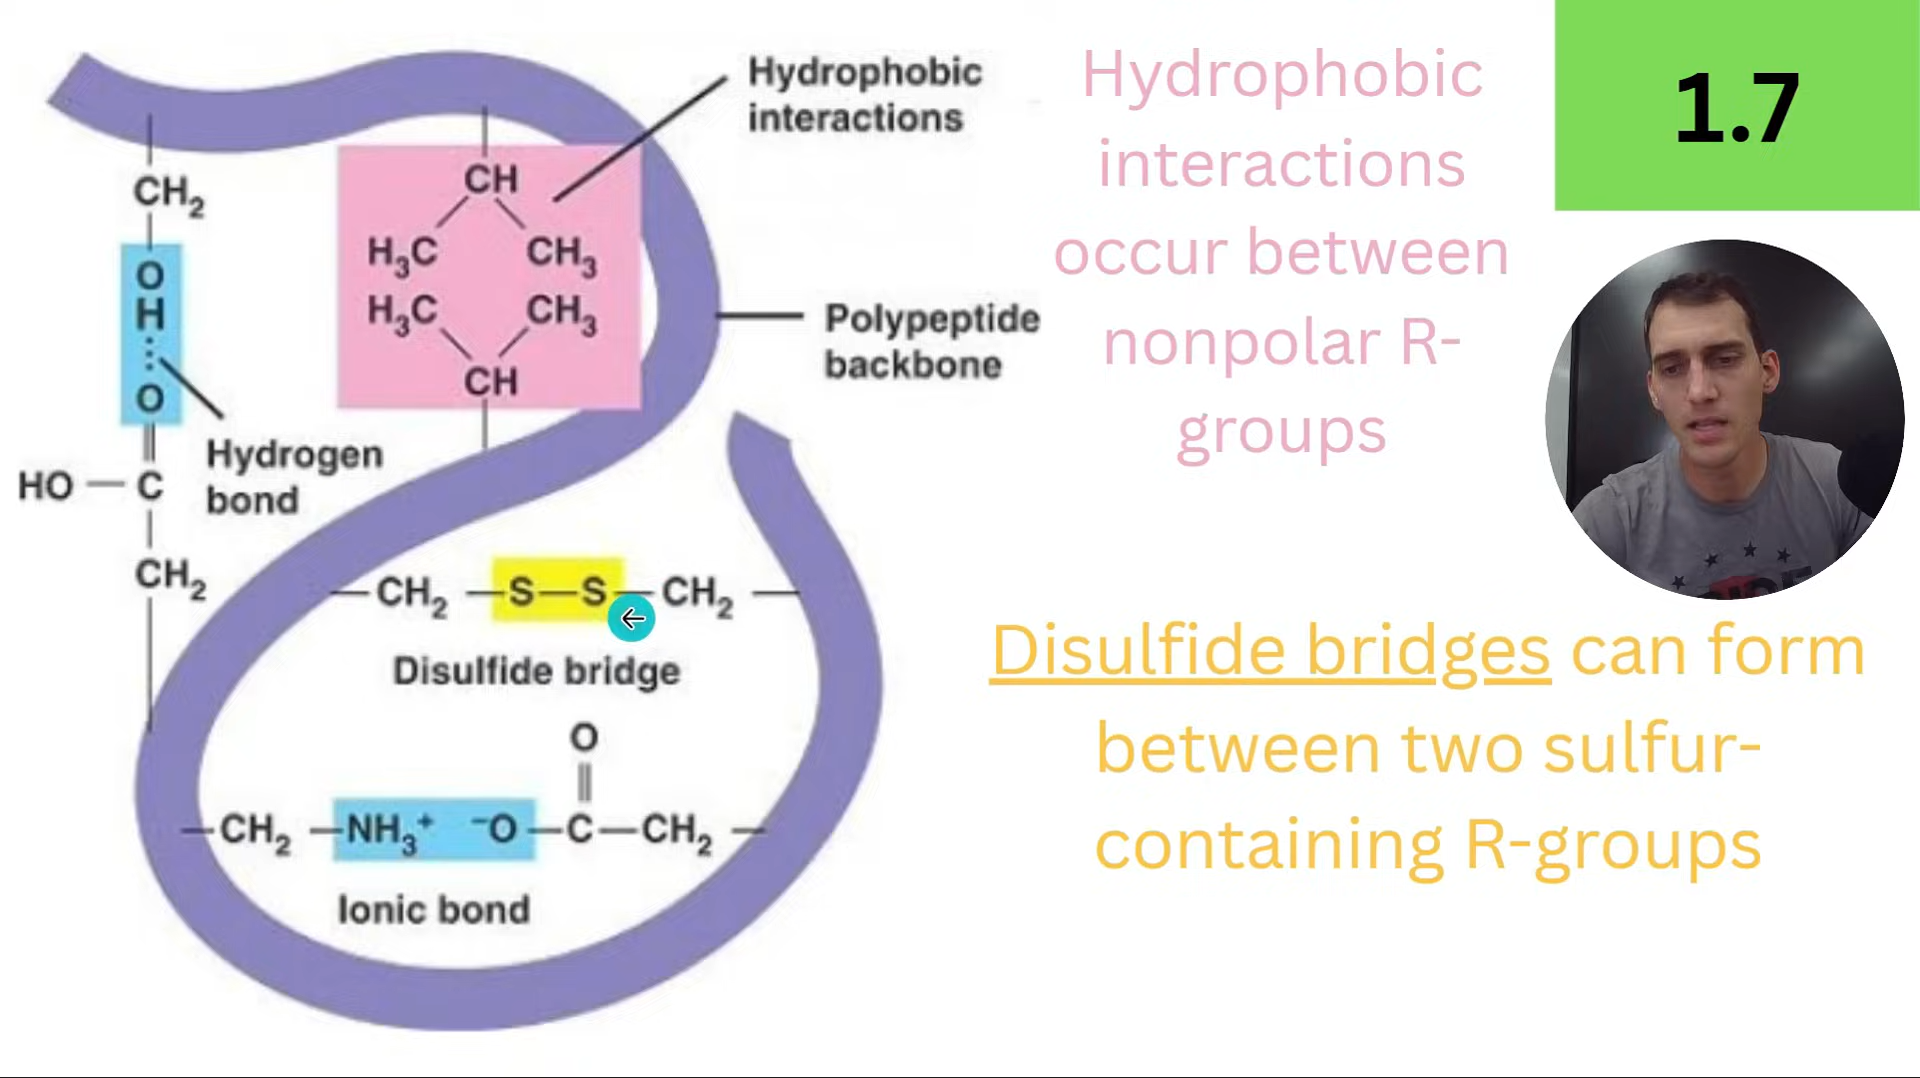 Hydrophobic
interactions
CH
H₃C CH₃
H₃C CH₃
CH
CH₂
O
H
O
HO — C
CH₂
Hydrogen
bond
Polypeptide
backbone
CH₂ —S—S— CH₂
Disulfide bridge
O
CH₂ —NH₃⁺ ⁻O—C—CH₂
Ionic bond
Hydrophobic
interactions
occur between
nonpolar R-
groups
1.7
Disulfide bridges can form
between two sulfur-
containing R-groups